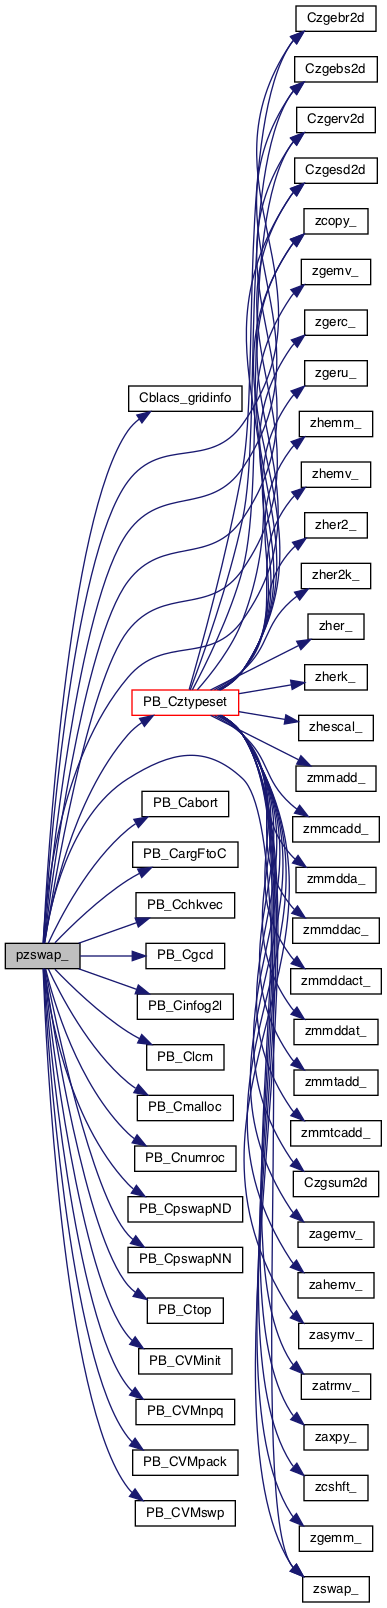 Czgebr2d
Czgebs2d
Czgerv2d
Czgesd2d
zcopy_
zgemv_
zgerc_
zgeru_
Cblacs_gridinfo
zhemm_
zhemv_
zher2_
zher2k_
zher_
zherk_
PB_Cztypeset
zhescal_
zmmadd_
PB_Cabort
zmmcadd_
PB_CargFtoC
zmmdda_
PB_Cchkvec
zmmddac_
pzswap_
PB_Cgcd
zmmddact_
PB_Cinfog2l
zmmddat_
PB_Clcm
zmmtadd_
PB_Cmalloc
zmmtcadd_
PB_Cnumroc
Czgsum2d
PB_CpswapND
zagemv_
PB_CpswapNN
zahemv_
PB_Ctop
zasymv_
PB_CVMinit
zatrmv_
PB_CVMnpq
zaxpy_
PB_CVMpack
zcshft_
PB_CVMswp
zgemm_
zswap_